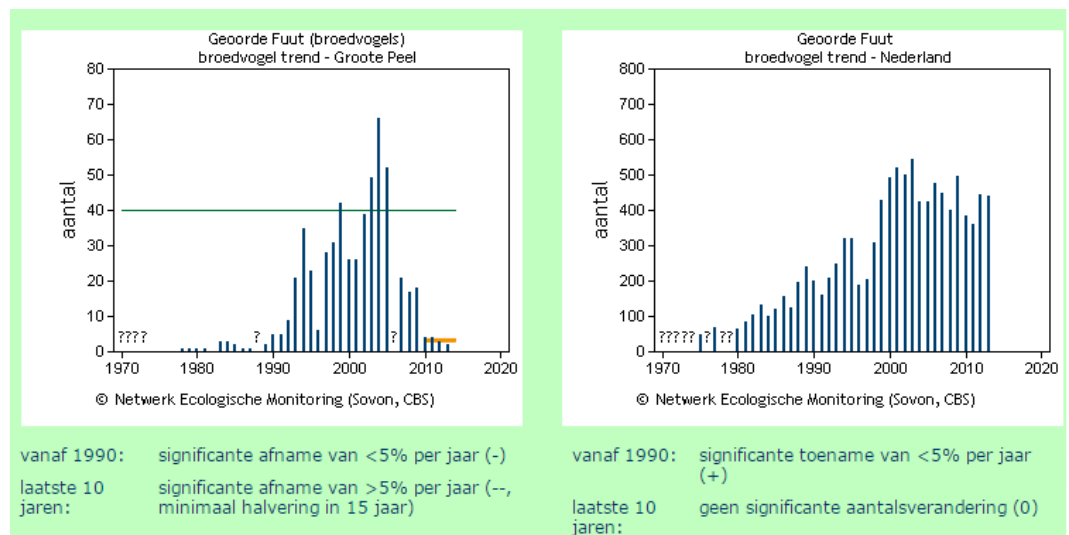 Geoorde Fuut (broedvogels)
broedvogel trend - Groote Peel
80
70
60
50
40
30
20
10
0
aantal
????
?
?
1970 1980 1990 2000 2010 2020
© Netwerk Ecologische Monitoring (Sovon, CBS)
vanaf 1990: significante afname van <5% per jaar (-)
laatste 10 significante afname van >5% per jaar (--,
jaren: minimaal halvering in 15 jaar)
Geoorde Fuut
broedvogel trend - Nederland
800
700
600
500
400
300
200
100
0
aantal
?????
?
??
1970 1980 1990 2000 2010 2020
© Netwerk Ecologische Monitoring (Sovon, CBS)
vanaf 1990: significante toename van <5% per jaar
(+)
laatste 10 geen significante aantalsverandering (0)
jaren: